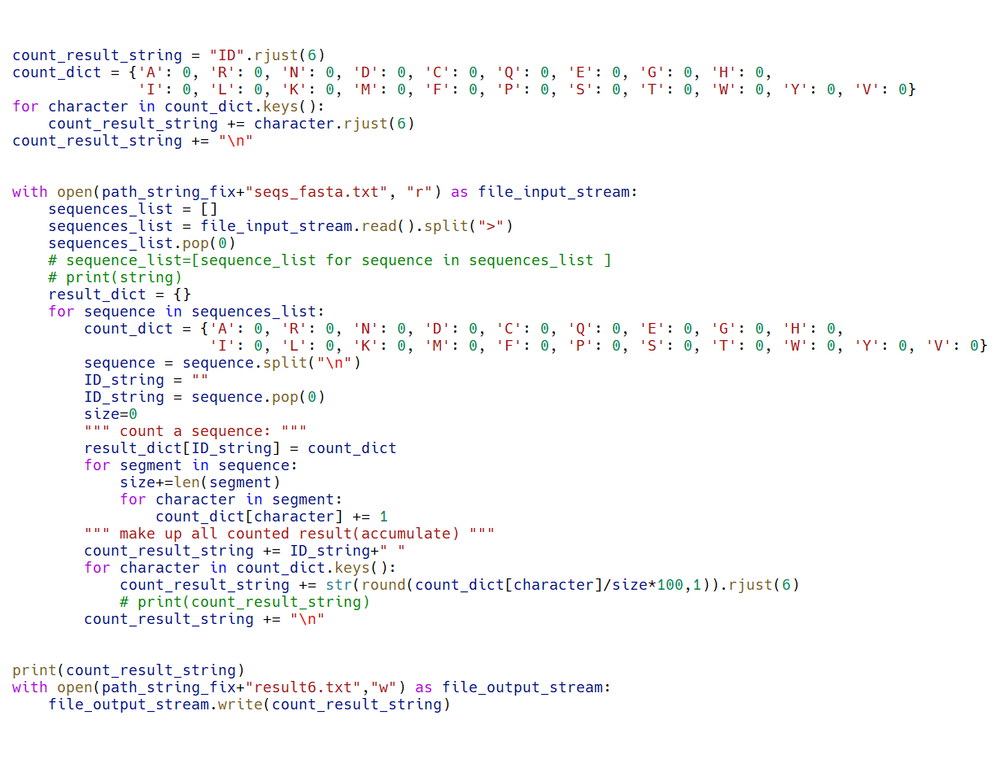 count_result_string = "ID".rjust(6)
count_dict = {'A': 0, 'R': 0, 'N': 0, 'D': 0, 'C': 0, 'Q': 0, 'E': 0, 'G': 0, 'H': 0,
              'I': 0, 'L': 0, 'K': 0, 'M': 0, 'F': 0, 'P': 0, 'S': 0, 'T': 0, 'W': 0, 'Y': 0, 'V': 0}
for character in count_dict.keys():
    count_result_string += character.rjust(6)
count_result_string += "\n"


with open(path_string_fix+"seqs_fasta.txt", "r") as file_input_stream:
    sequences_list = []
    sequences_list = file_input_stream.read().split(">")
    sequences_list.pop(0)
    # sequence_list=[sequence_list for sequence in sequences_list ]
    # print(string)
    result_dict = {}
    for sequence in sequences_list:
        count_dict = {'A': 0, 'R': 0, 'N': 0, 'D': 0, 'C': 0, 'Q': 0, 'E': 0, 'G': 0, 'H': 0,
                      'I': 0, 'L': 0, 'K': 0, 'M': 0, 'F': 0, 'P': 0, 'S': 0, 'T': 0, 'W': 0, 'Y': 0, 'V': 0}
        sequence = sequence.split("\n")
        ID_string = ""
        ID_string = sequence.pop(0)
        size=0
        """ count a sequence: """
        result_dict[ID_string] = count_dict
        for segment in sequence:
            size+=len(segment)
            for character in segment:
                count_dict[character] += 1
        """ make up all counted result(accumulate) """
        count_result_string += ID_string+" "
        for character in count_dict.keys():
            count_result_string += str(round(count_dict[character]/size*100,1)).rjust(6)
            # print(count_result_string)
        count_result_string += "\n"


print(count_result_string)
with open(path_string_fix+"result6.txt","w") as file_output_stream:
    file_output_stream.write(count_result_string)